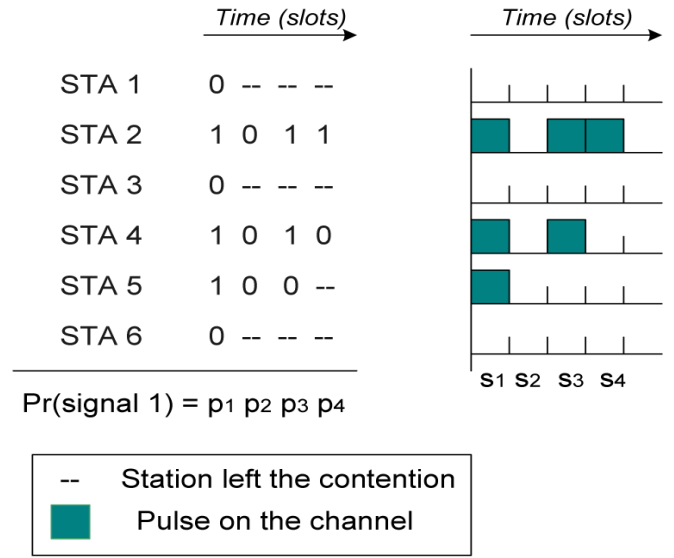 Time (slots) Time (slots)
STA 1 0 -- -- --
STA 2 1 0 1 1
STA 3 0 -- -- --
STA 4 1 0 1 0
STA 5 1 0 0 --
STA 6 0 -- -- --
s1 s2 s3 s4
Pr(signal 1) = p1 p2 p3 p4
-- Station left the contention
Pulse on the channel